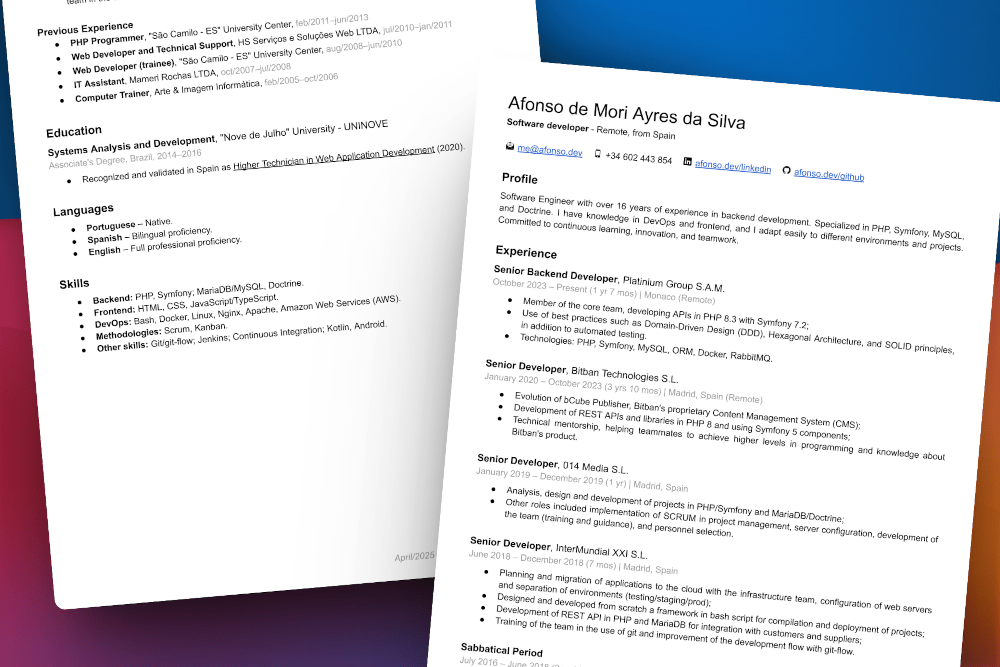 team in the
Previous Experience
● PHP Programmer, "São Camilo - ES" University Center, feb/2011–jun/2013
● Web Developer and Technical Support, HS Serviços e Soluções Web LTDA, jul/2010–jan/2011
● Web Developer (trainee). "São Camilo - ES" University Center, aug/2008–jun/2010
● IT Assistant, Mameri Rochas LTDA, oct/2007–jul/2008
● Computer Trainer, Arte & Imagem Informática, feb/2005–oct/2006
Education
Systems Analysis and Development, "Nove de Julho" University - UNINOVE
Associate's Degree, Brazil, 2014–2016
● Recognized and validated in Spain as Higher Technician in Web Application Development (2020).
Languages
● Portuguese – Native.
● Spanish – Bilingual proficiency.
● English – Full professional proficiency.
Skills
● Backend: PHP, Symfony; MariaDB/MySQL, Doctrine.
● Frontend: HTML, CSS, JavaScript/TypeScript.
● DevOps: Bash, Docker, Linux, Nginx, Apache, Amazon Web Services (AWS).
● Methodologies: Scrum, Kanban.
● Other skills: Git/git-flow; Jenkins; Continuous Integration; Kotlin, Android.
April/2025
Afonso de Mori Ayres da Silva
Software developer - Remote, from Spain
me@afonso.dev +34 602 443 854 afonso.dev/linkedin afonso.dev/github
Profile
Software Engineer with over 16 years of experience in backend development. Specialized in PHP, Symfony, MySQL,
and Doctrine. I have knowledge in DevOps and frontend, and I adapt easily to different environments and projects.
Committed to continuous learning, innovation, and teamwork.
Experience
Senior Backend Developer, Platinium Group S.A.M.
October 2023 – Present (1 yr 7 mos) | Monaco (Remote)
● Member of the core team, developing APIs in PHP 8.3 with Symfony 7.2;
● Use of best practices such as Domain-Driven Design (DDD), Hexagonal Architecture, and SOLID principles,
in addition to automated testing.
● Technologies: PHP, Symfony, MySQL, ORM, Docker, RabbitMQ.
Senior Developer, Bitban Technologies S.L.
January 2020 – October 2023 (3 yrs 10 mos) | Madrid, Spain (Remote)
● Evolution of bCube Publisher, Bitban's proprietary Content Management System (CMS);
● Development of REST APIs and libraries in PHP 8 and using Symfony 5 components;
● Technical mentorship, helping teammates to achieve higher levels in programming and knowledge about
Bitban's product.
Senior Developer, 014 Media S.L.
January 2019 – December 2019 (1 yr) | Madrid, Spain
● Analysis, design and development of projects in PHP/Symfony and MariaDB/Doctrine;
● Other roles included implementation of SCRUM in project management, server configuration, development of
the team (training and guidance), and personnel selection.
Senior Developer, InterMundial XXI S.L.
June 2018 – December 2018 (7 mos) | Madrid, Spain
● Planning and migration of applications to the cloud with the infrastructure team, configuration of web servers
and separation of environments (testing/staging/prod);
● Designed and developed from scratch a framework in bash script for compilation and deployment of projects;
● Development of REST API in PHP and MariaDB for integration with customers and suppliers;
● Training of the team in the use of git and improvement of the development flow with git-flow.
Sabbatical Period
July 2016 – June 2018